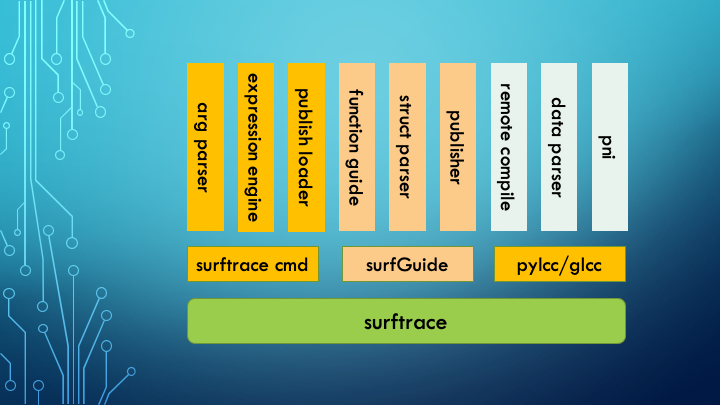 arg parser
expression engine
publish loader
function guide
struct parser
publisher
remote compile
data parser
pni
surftrace cmd
surfGuide
pylcc/glcc
surftrace